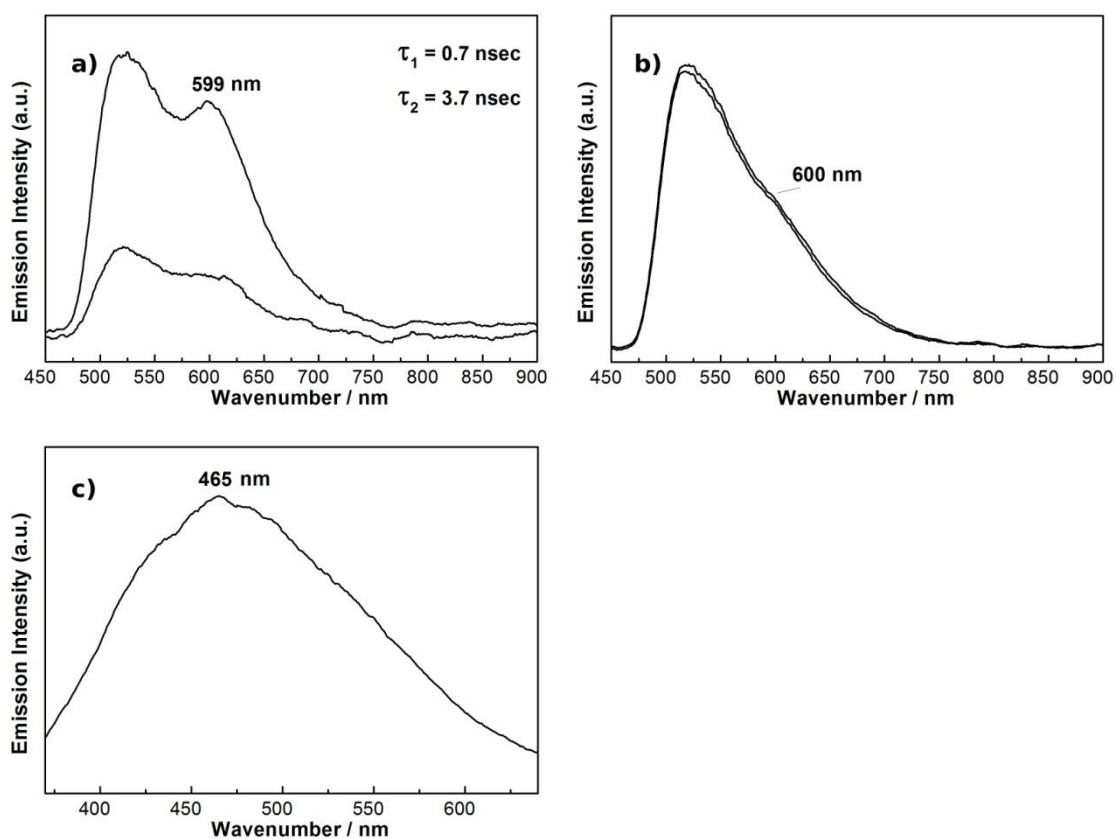 a)
τ1 = 0.7 nsec
599 nm
τ2 = 3.7 nsec
Emission Intensity (a.u.)
450 500 550 600 650 700 750 800 850 900
Wavenumber / nm
b)
600 nm
Emission Intensity (a.u.)
450 500 550 600 650 700 750 800 850 900
Wavenumber / nm
c)
465 nm
Emission Intensity (a.u.)
400 450 500 550 600
Wavenumber / nm